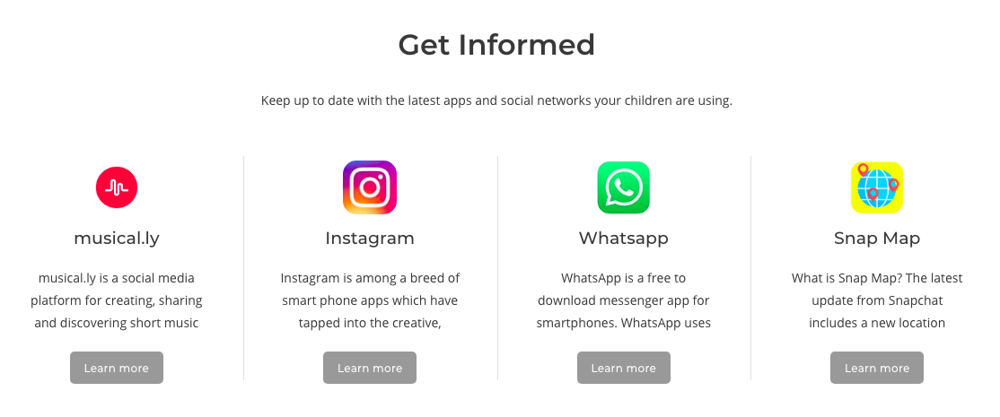 Get Informed
Keep up to date with the latest apps and social networks your children are using.
musical.ly
musical.ly is a social media
platform for creating, sharing
and discovering short music
Learn more
Instagram
Instagram is among a breed of
smart phone apps which have
tapped into the creative,
Learn more
Whatsapp
WhatsApp is a free to
download messenger app for
smartphones. WhatsApp uses
Learn more
Snap Map
What is Snap Map? The latest
update from Snapchat
includes a new location
Learn more